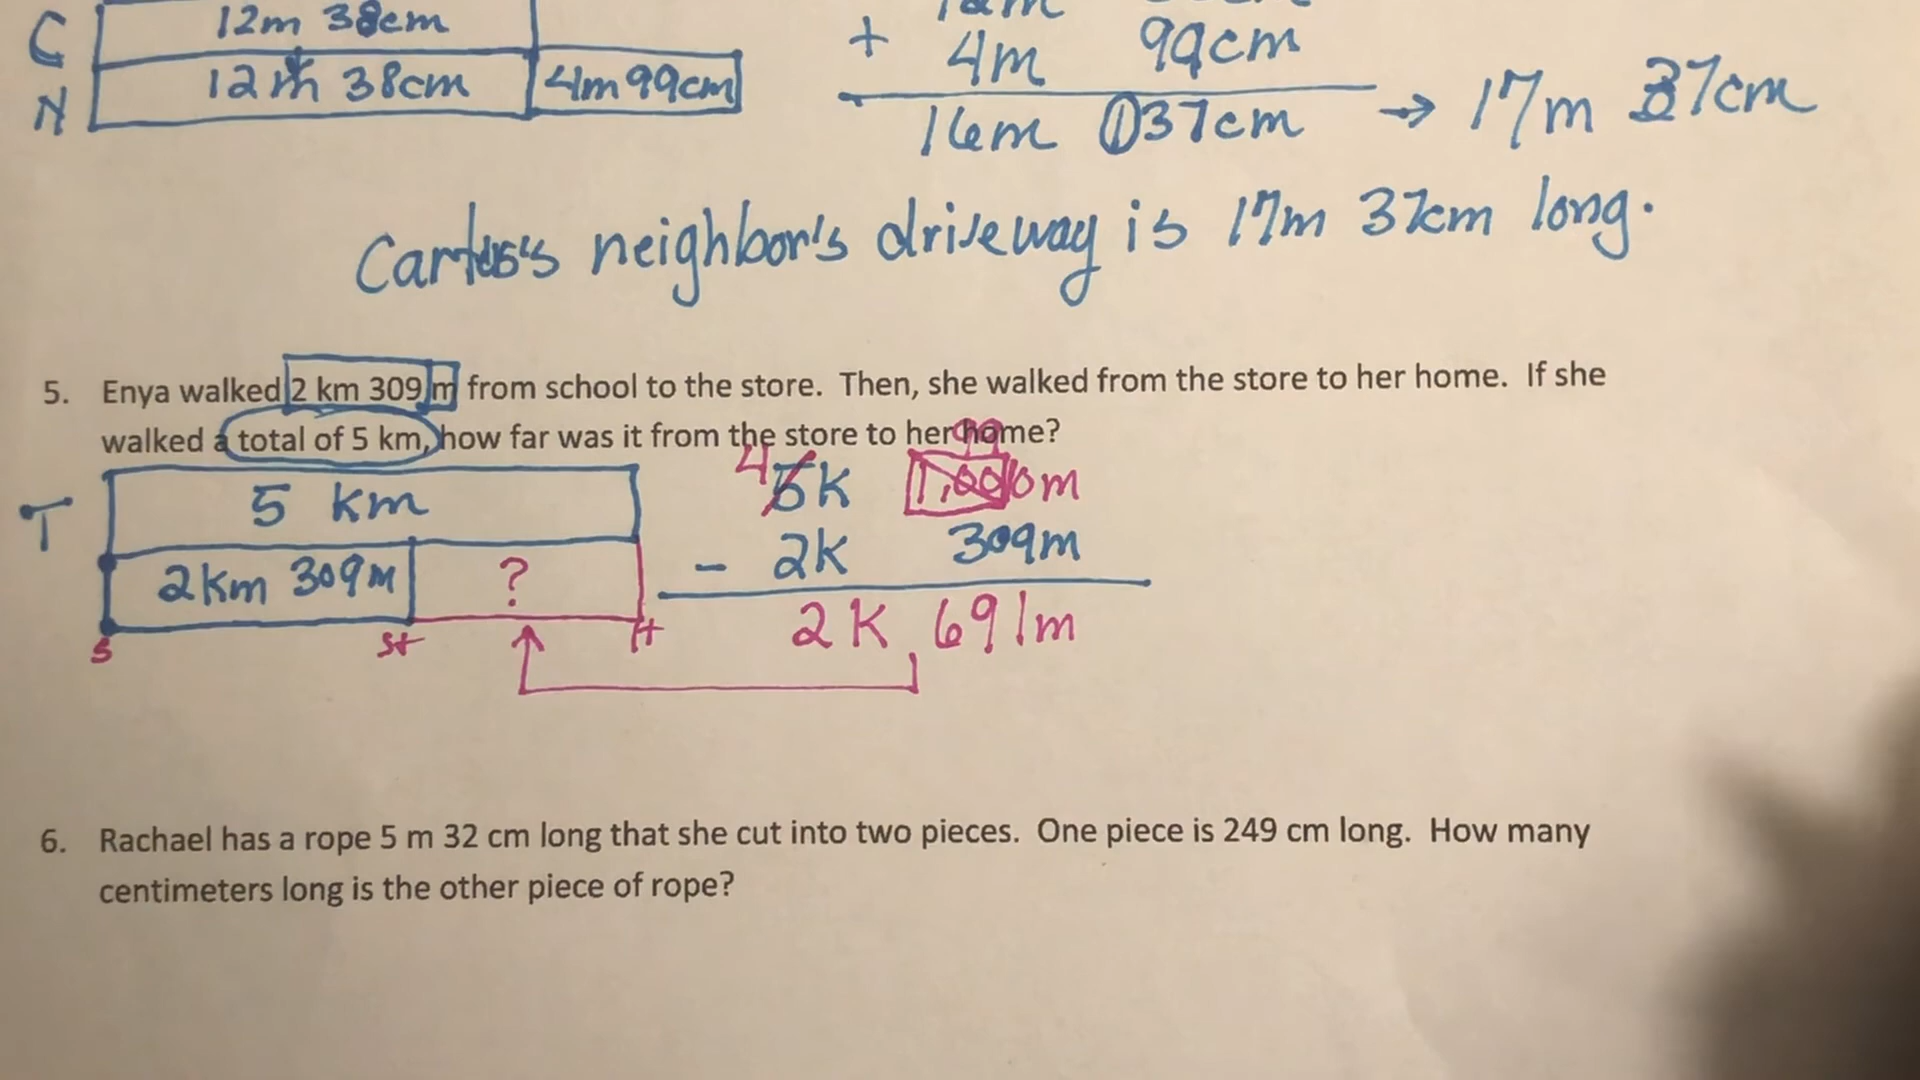 C 12m 38cm
+ 4m 99cm
N 12m 38cm 4m 99cm
16m 137cm → 17m 37cm
Carlos's neighbor's driveway is 17m 37cm long.
5. Enya walked 2 km 309 m from school to the store. Then, she walked from the store to her home. If she
walked a total of 5 km, how far was it from the store to her home?
T 5 km
2km 309m ?
s st H
4 99
5k 1,000m
- 2k 309m
2k 691m
6. Rachael has a rope 5 m 32 cm long that she cut into two pieces. One piece is 249 cm long. How many
centimeters long is the other piece of rope?